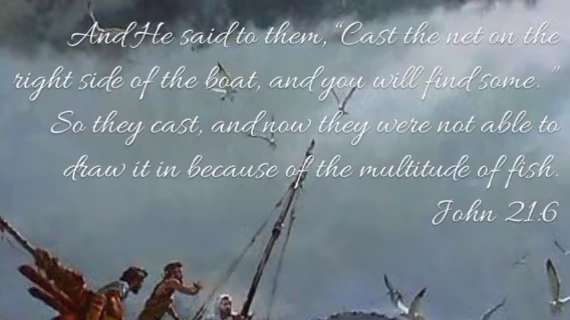 And He said to them, "Cast the net on the
right side of the boat, and you will find some."
So they cast, and now they were not able to
draw it in because of the multitude of fish.
John 21:6